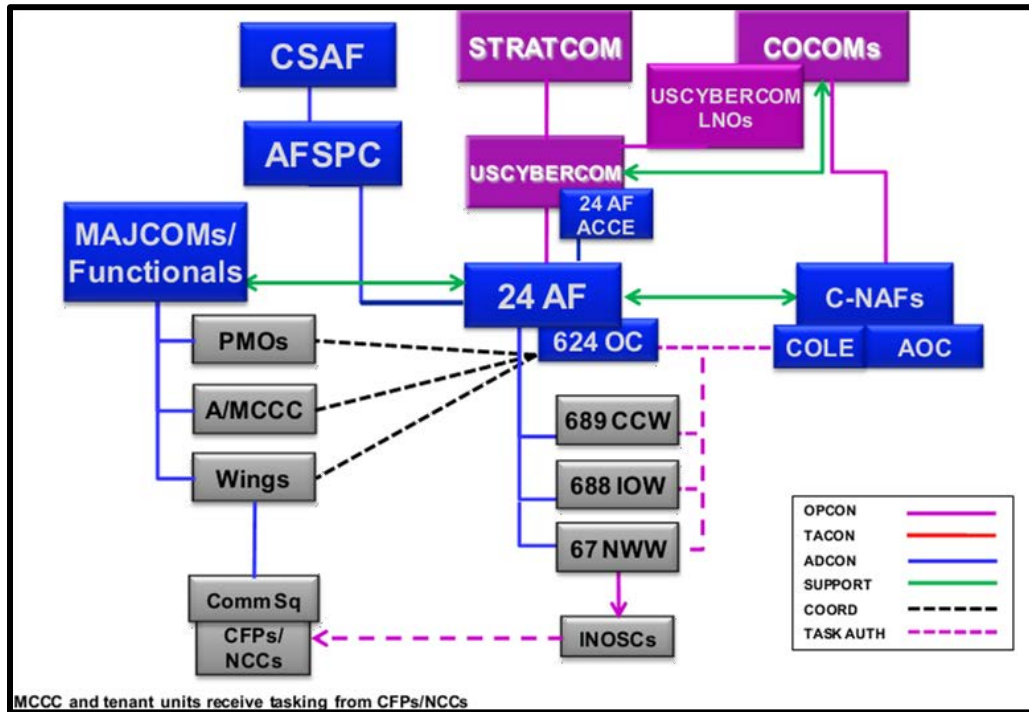 CSAF
STRATCOM
COCOMs
USCYBERCOM
LNOs
AFSPC
USCYBERCOM
24 AF
ACCE
MAJCOMs/
Functionals
24 AF
C-NAFs
624 OC
COLE
AOC
PMOs
A/MCCC
Wings
689 CCW
688 IOW
67 NWW
Comm Sq
CFPs/
NCCs
INOSCs
OPCON
TACON
ADCON
SUPPORT
COORD
TASK AUTH
MCCC and tenant units receive tasking from CFPs/NCCs